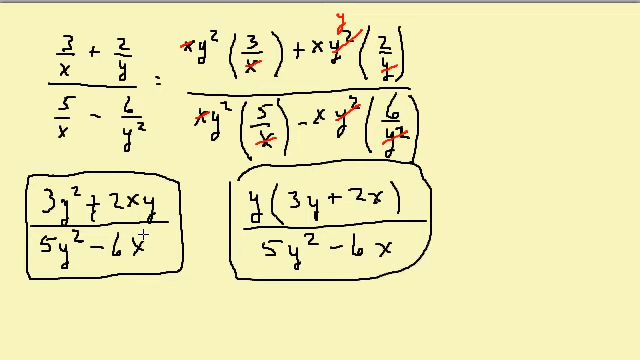 (3/x + 2/y) / (5/x − 6/y²) = (xy²(3/x) + xy²(2/y)) / (xy²(5/x) − xy²(6/y²))
y
(3y² + 2xy) / (5y² − 6x)
y(3y + 2x) / (5y² − 6x)